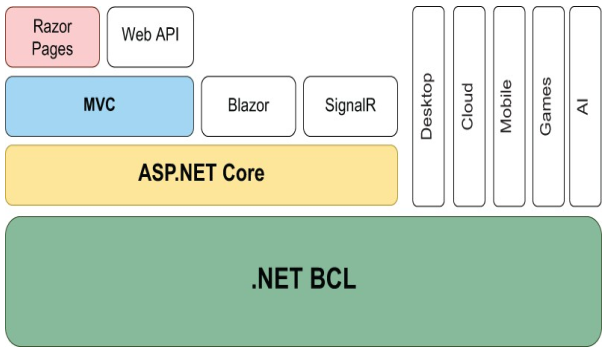 Razor
Pages
Web API
MVC
Blazor
SignalR
ASP.NET Core
Desktop
Cloud
Mobile
Games
AI
.NET BCL